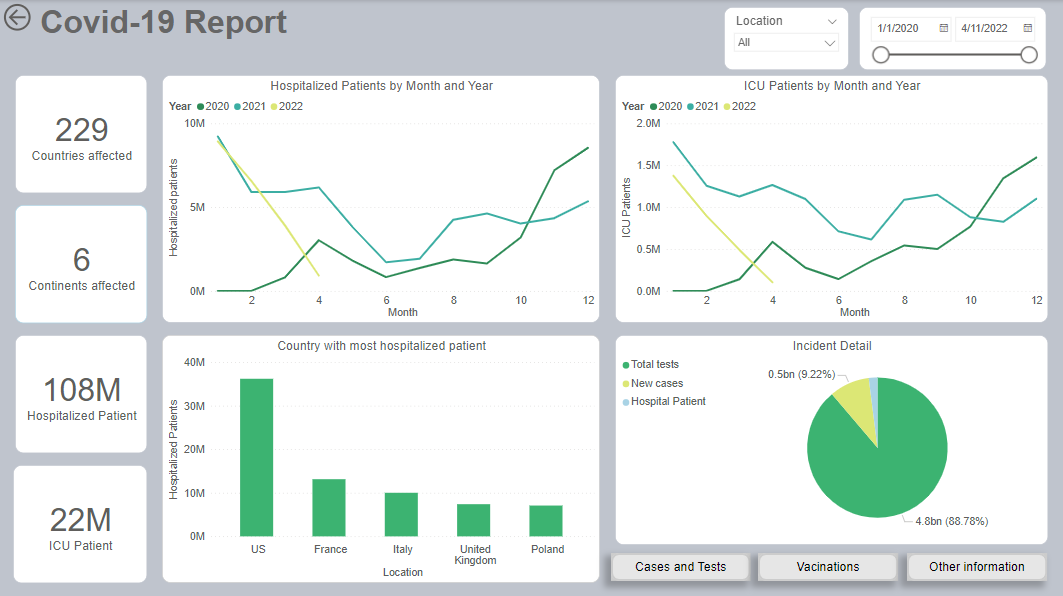 Covid-19 Report
Location
All
1/1/2020 4/11/2022
229
Countries affected
6
Continents affected
108M
Hospitalized Patient
22M
ICU Patient
Hospitalized Patients by Month and Year
Year 2020 2021 2022
Hospitalized patients
10M
5M
0M
2 4 6 8 10 12
Month
ICU Patients by Month and Year
Year 2020 2021 2022
ICU Patients
2.0M
1.5M
1.0M
0.5M
0.0M
2 4 6 8 10 12
Month
Country with most hospitalized patient
Hospitalized Patients
40M
30M
20M
10M
0M
US France Italy United Kingdom Poland
Location
Incident Detail
Total tests
New cases
Hospital Patient
0.5bn (9.22%)
4.8bn (88.78%)
Cases and Tests Vacinations Other information